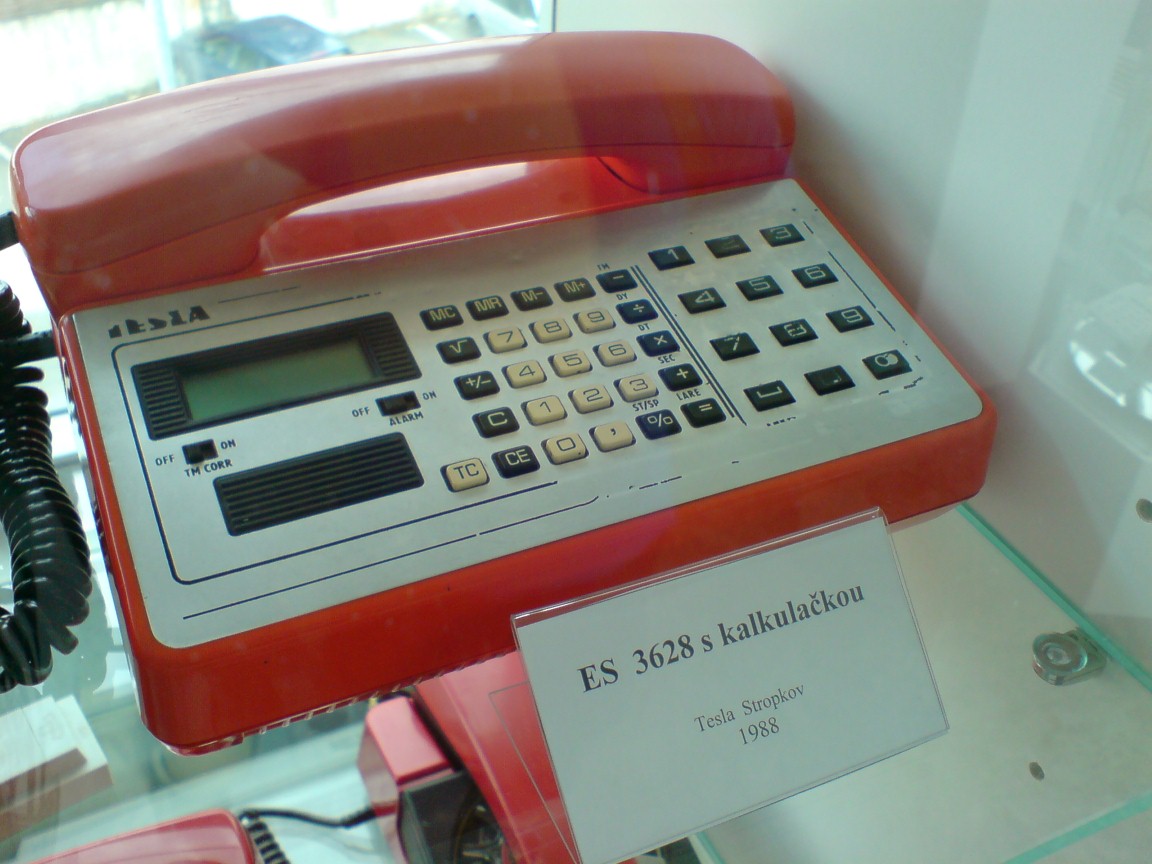 TESLA
OFF ON
ALARM
OFF ON
TM CORR
TM
MC MR M- M+ -
DY
√ 7 8 9 ÷
DT
+/- 4 5 6 ×
SEC
C 1 2 3 +
ST/SP LARE
TC CE 0 , % =
1 2 3
4 5 6
7 8 9
ES 3628 s kalkulačkou
Tesla Stropkov
1988